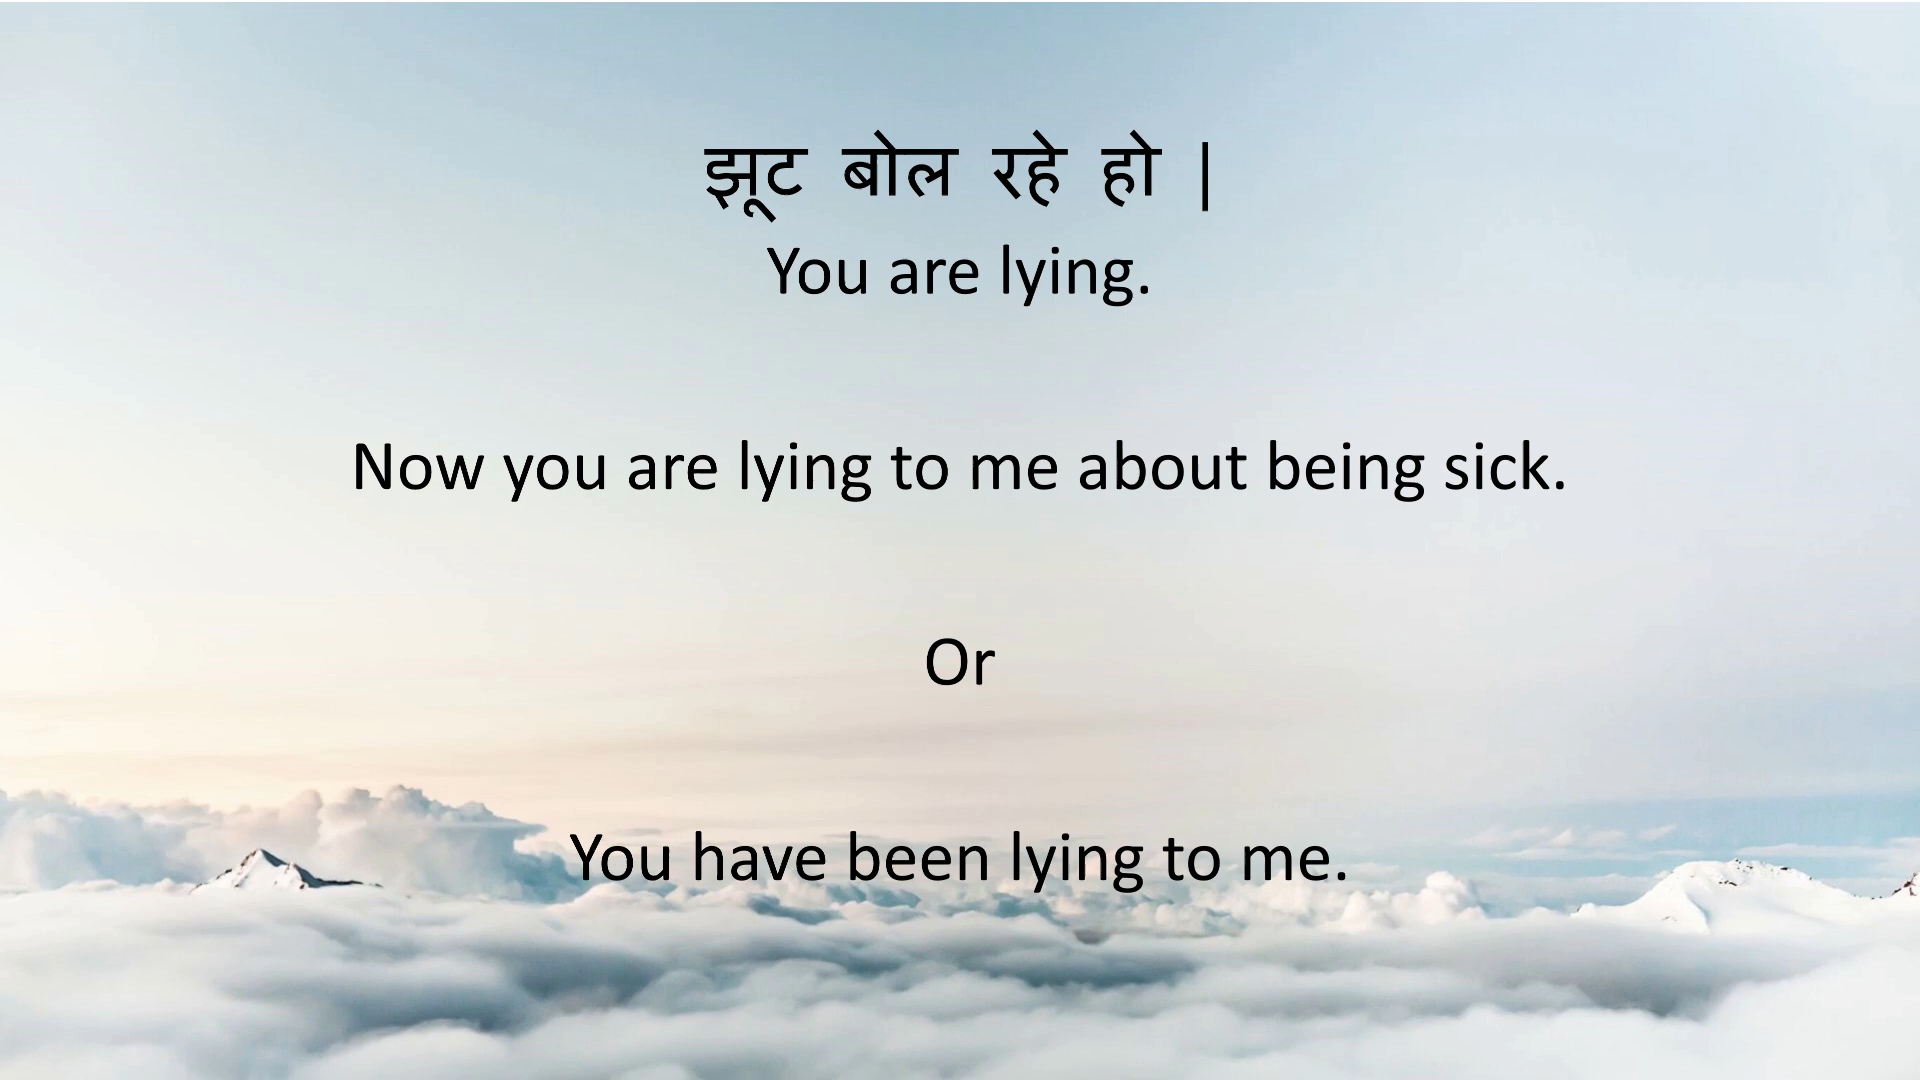 झूट बोल रहे हो |
You are lying.
Now you are lying to me about being sick.
Or
You have been lying to me.